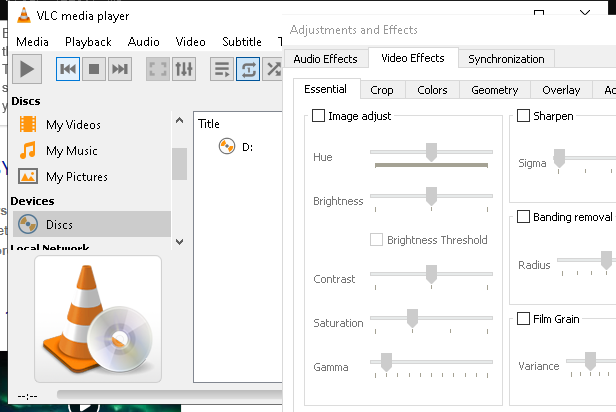 VLC media player
Media Playback Audio Video Subtitle T
Discs
My Videos
My Music
My Pictures
Devices
Discs
Local Network
Title
D:
--:--
Adjustments and Effects
Audio Effects Video Effects Synchronization
Essential Crop Colors Geometry Overlay
Image adjust
Hue
Brightness
Brightness Threshold
Contrast
Saturation
Gamma
Sharpen
Sigma
Banding removal
Radius
Film Grain
Variance